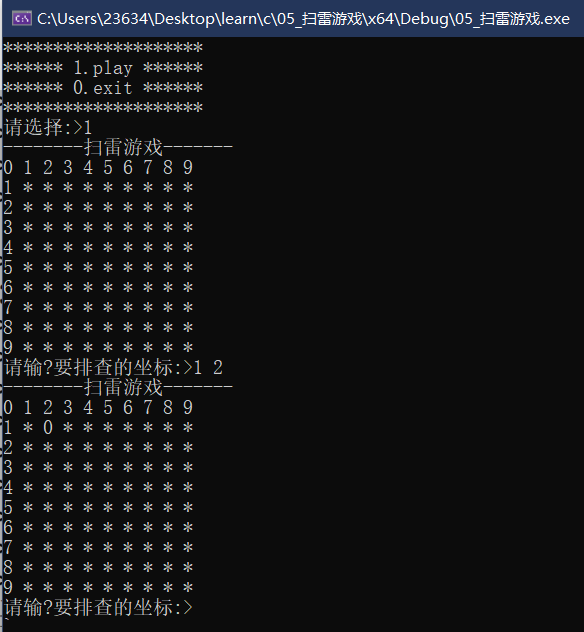 C:\Users\23634\Desktop\learn\c\05_扫雷游戏\x64\Debug\05_扫雷游戏.exe
********************
****** 1.play ******
****** 0.exit ******
********************
请选择:>1
--------扫雷游戏-------
0 1 2 3 4 5 6 7 8 9
1 * * * * * * * * *
2 * * * * * * * * *
3 * * * * * * * * *
4 * * * * * * * * *
5 * * * * * * * * *
6 * * * * * * * * *
7 * * * * * * * * *
8 * * * * * * * * *
9 * * * * * * * * *
请输?要排查的坐标:>1 2
--------扫雷游戏-------
0 1 2 3 4 5 6 7 8 9
1 * 0 * * * * * * *
2 * * * * * * * * *
3 * * * * * * * * *
4 * * * * * * * * *
5 * * * * * * * * *
6 * * * * * * * * *
7 * * * * * * * * *
8 * * * * * * * * *
9 * * * * * * * * *
请输?要排查的坐标:>